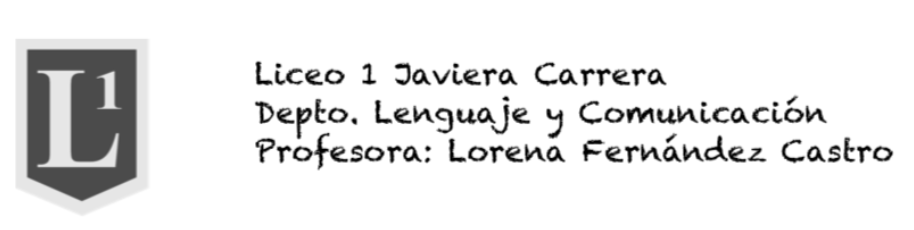 L1
Liceo 1 Javiera Carrera
Depto. Lenguaje y Comunicación
Profesora: Lorena Fernández Castro